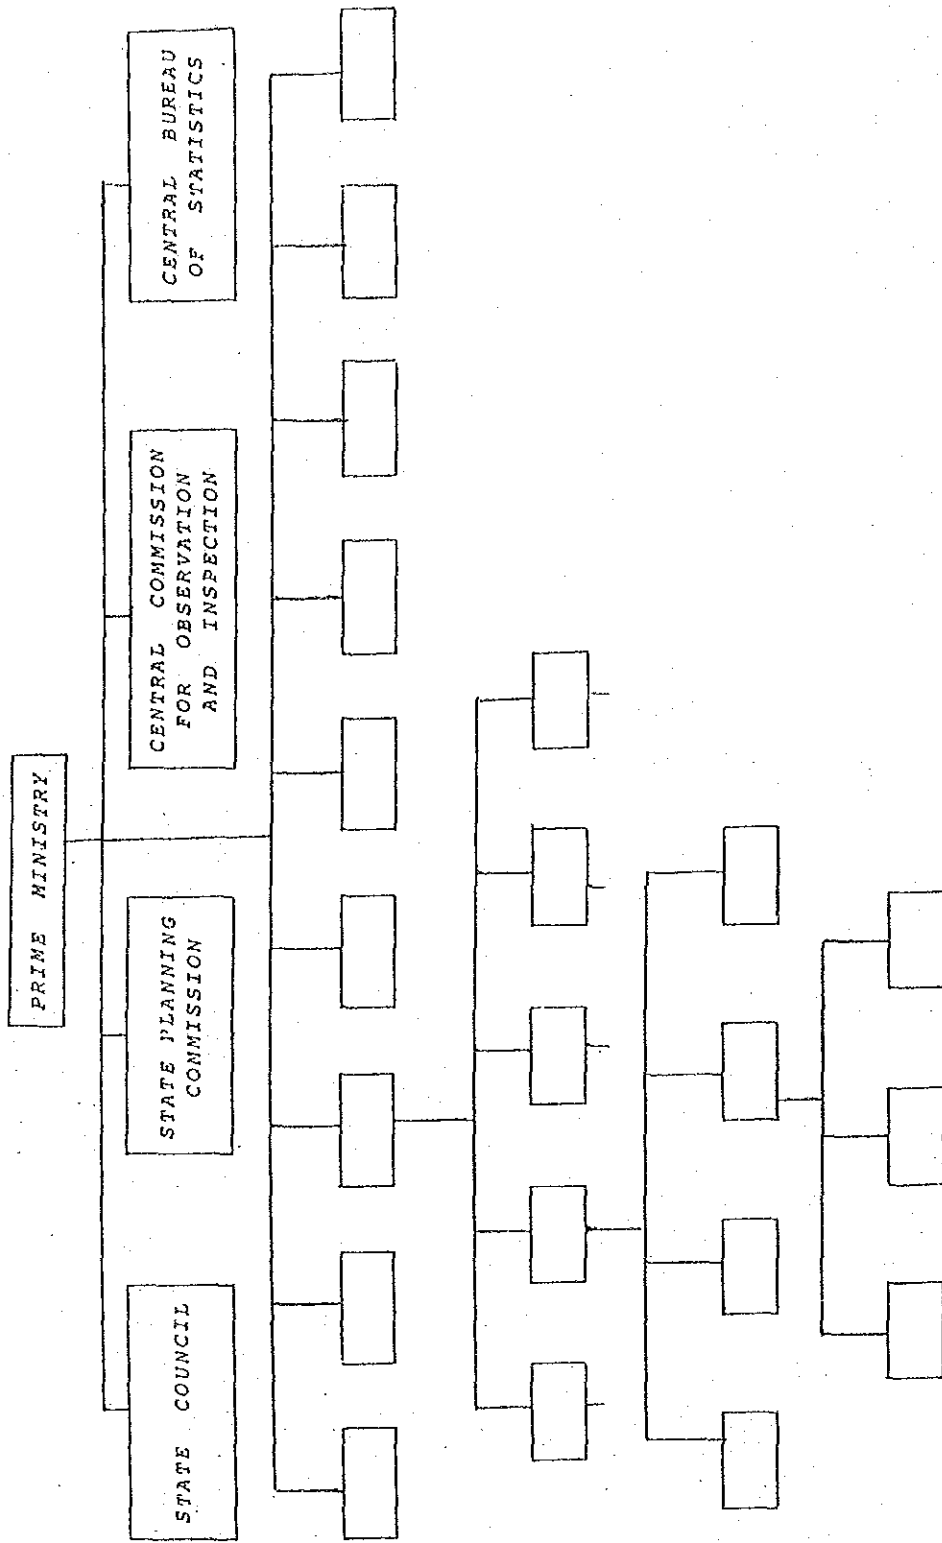 PRIME MINISTRY
STATE COUNCIL
STATE PLANNING
COMMISSION
CENTRAL COMMISSION
FOR OBSERVATION
AND INSPECTION
CENTRAL BUREAU
OF STATISTICS